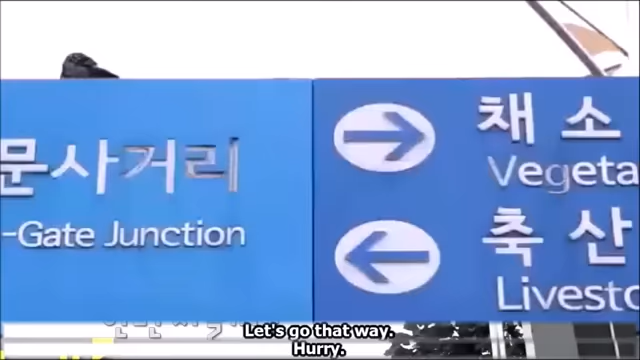 문사거리
-Gate Junction
채소
Vegeta
축산
Livesto
Let's go that way.
Hurry.